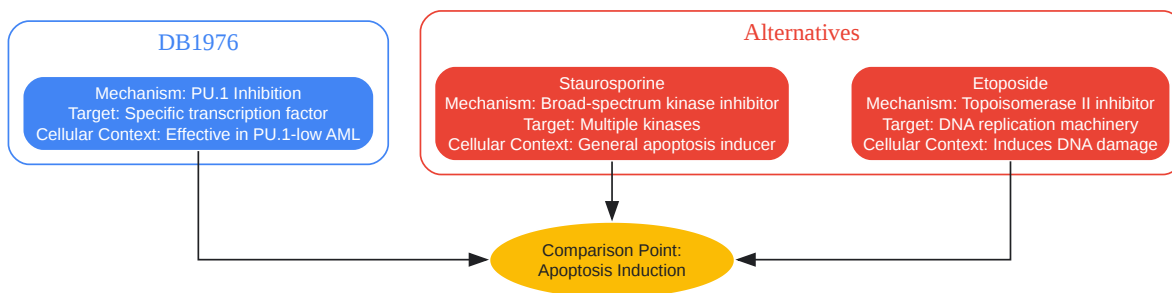 DB1976
Mechanism: PU.1 Inhibition
Target: Specific transcription factor
Cellular Context: Effective in PU.1-low AML
Alternatives
Staurosporine
Mechanism: Broad-spectrum kinase inhibitor
Target: Multiple kinases
Cellular Context: General apoptosis inducer
Etoposide
Mechanism: Topoisomerase II inhibitor
Target: DNA replication machinery
Cellular Context: Induces DNA damage
Comparison Point:
Apoptosis Induction